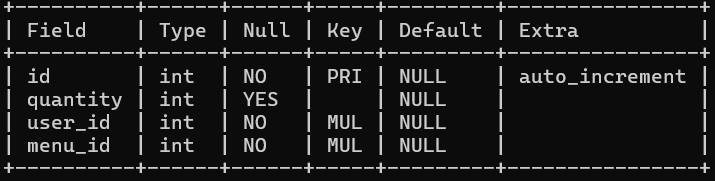 +----------+------+------+-----+---------+----------------+
| Field    | Type | Null | Key | Default | Extra          |
+----------+------+------+-----+---------+----------------+
| id       | int  | NO   | PRI | NULL    | auto_increment |
| quantity | int  | YES  |     | NULL    |                |
| user_id  | int  | NO   | MUL | NULL    |                |
| menu_id  | int  | NO   | MUL | NULL    |                |
+----------+------+------+-----+---------+----------------+